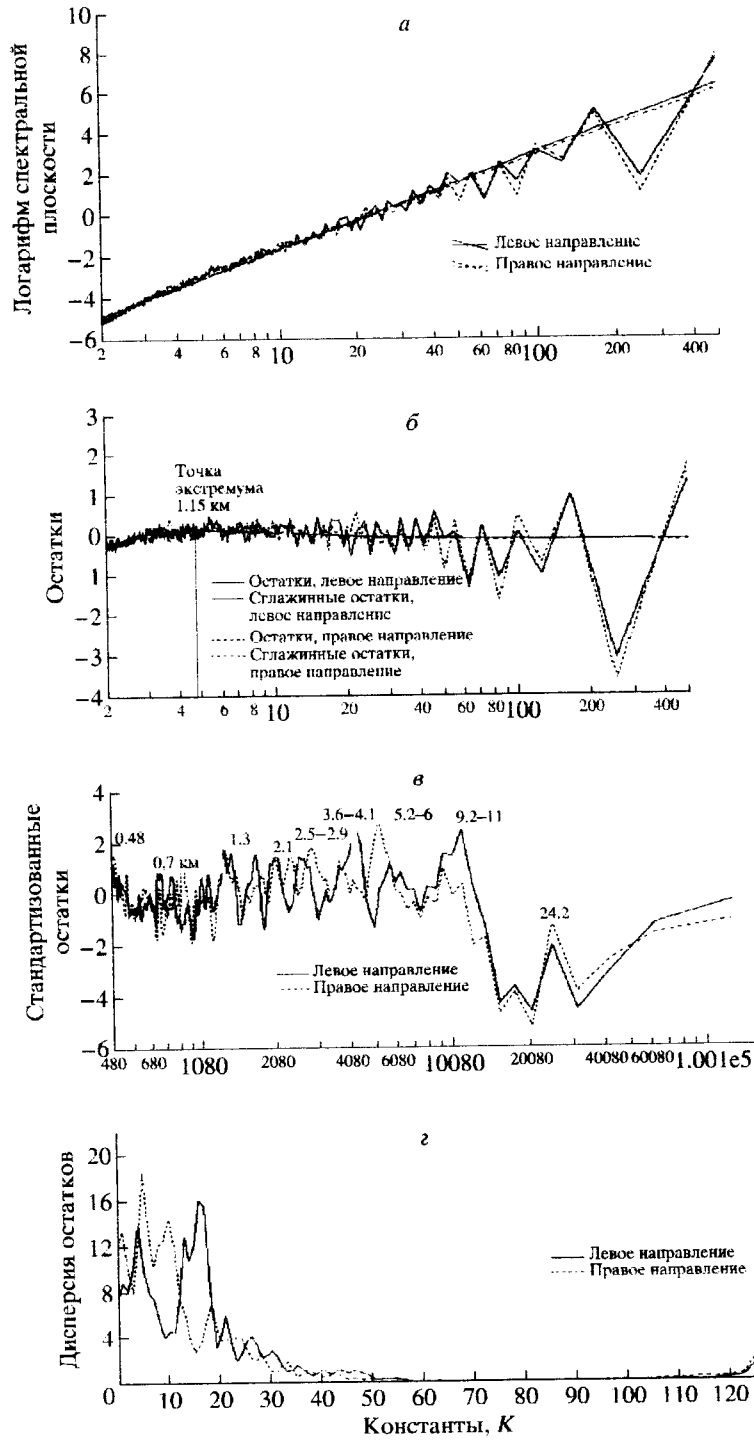 а
10
8
6
4
2
0
−2
−4
−6
Логарифм спектральной
плоскости
Левое направление
Правое направление
2 4 6 8 10 20 40 60 80 100 200 400
б
3
2
1
0
1
−2
−3
−4
Остатки
Точка
экстремума
1.15 км
Остатки, левое направление
Сглажинные остатки,
левое направление
Остатки, правое направление
Сглажинные остатки,
правое направление
2 4 6 8 10 20 40 60 80 100 200 400
в
4
2
0
−2
−4
−6
Стандартизованные
остатки
0.48 0.7 км 1.3 2.1 2.5−2.9 3.6−4.1 5.2−6 9.2−11
24.2
Левое направление
Правое направление
480 680 1080 2080 4080 6080 10080 20080 40080 60080 1.001e5
г
20
16
12
8
4
Дисперсия остатков
Левое направление
Правое направление
0 10 20 30 40 50 60 70 80 90 100 110 120
Константы, K